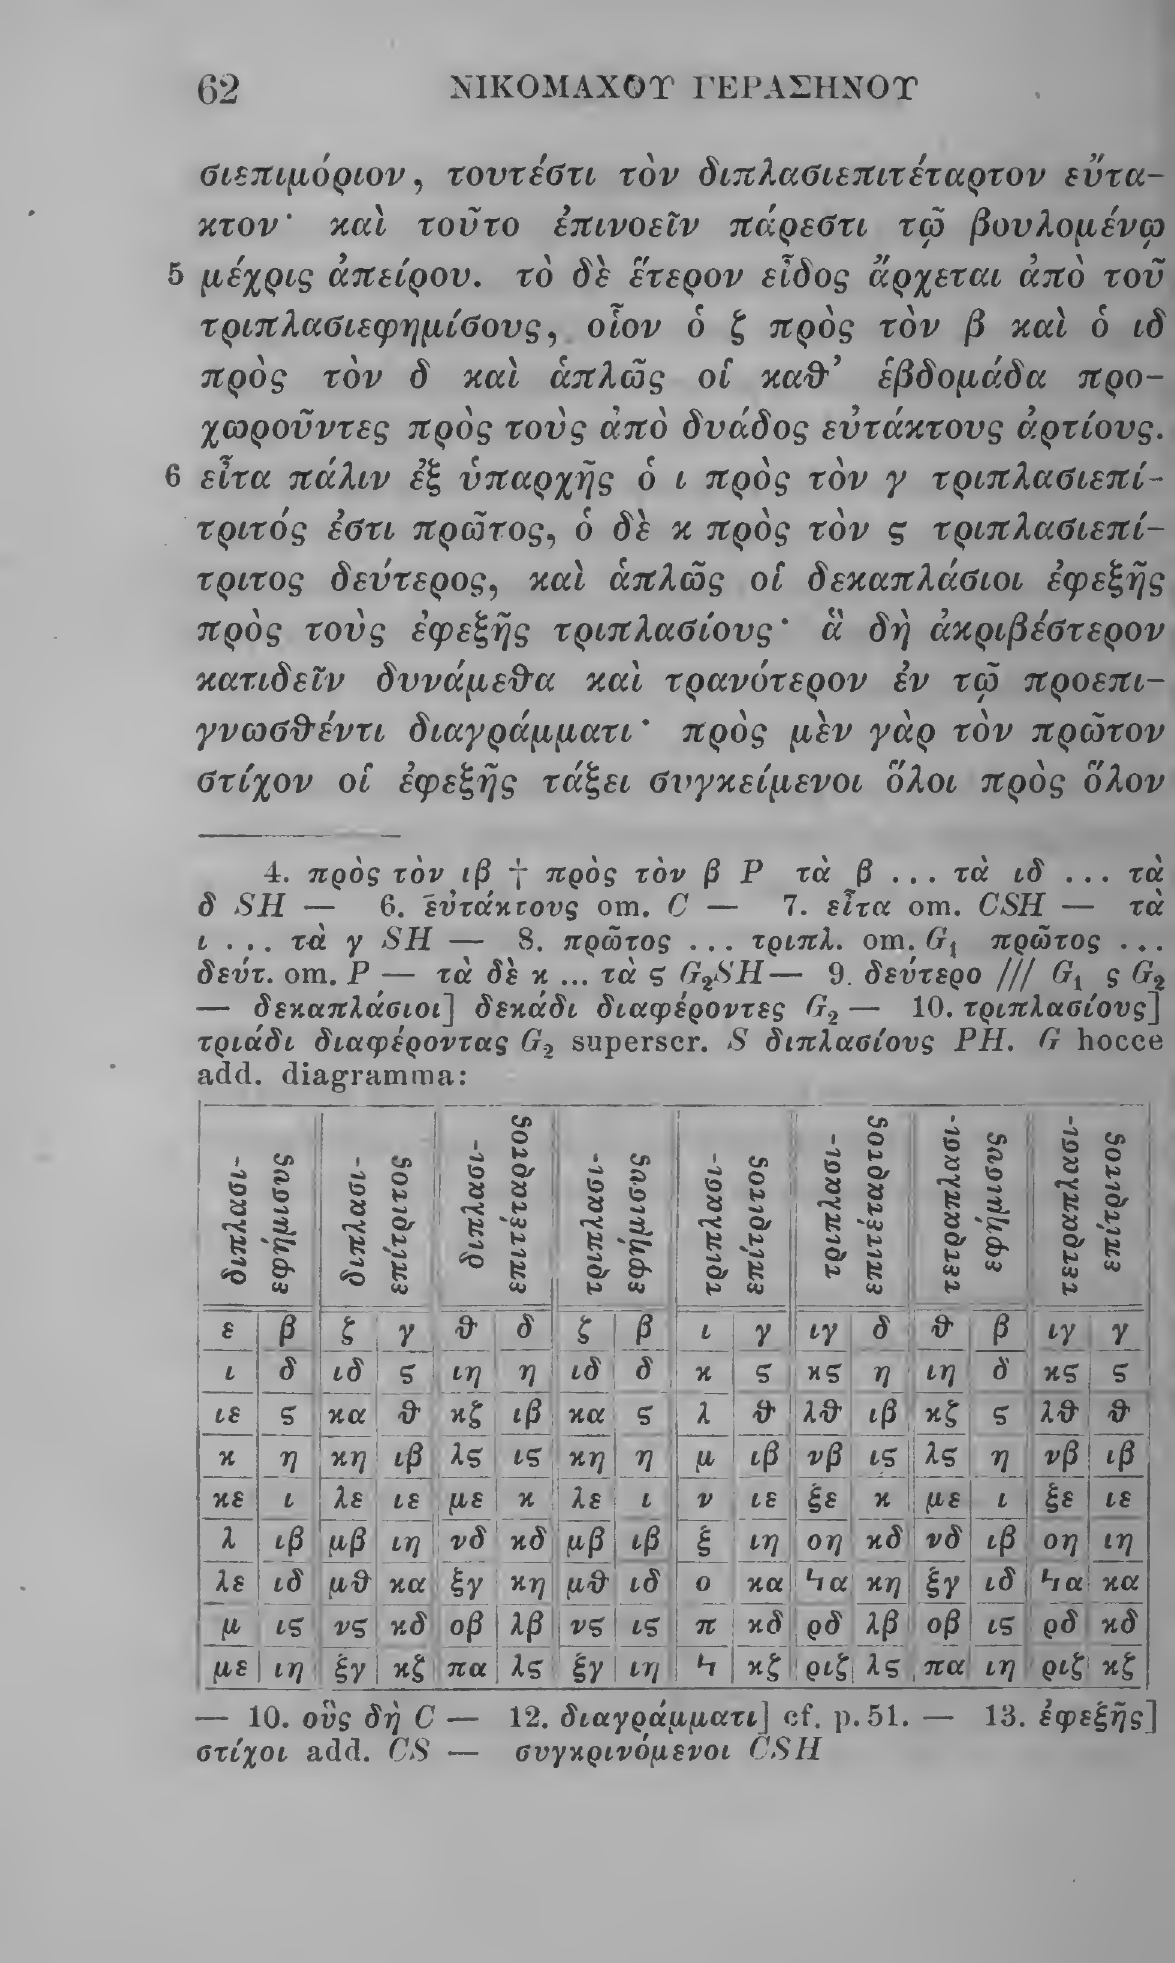 62 ΝΙΚΟΜΑΧΟΥ ΓΕΡΑΣΗΝΟΥ
σιεπιμόριον, τουτέστι τὸν διπλασιεπιτέταρτον εὔτα-
κτον· καὶ τοῦτο ἐπινοεῖν πάρεστι τῷ βουλομένῳ
5 μέχρις ἀπείρου. τὸ δὲ ἕτερον εἶδος ἄρχεται ἀπὸ τοῦ
τριπλασιεφημίσους, οἷον ὁ ζ πρὸς τὸν β καὶ ὁ ιδ
πρὸς τὸν δ καὶ ἁπλῶς οἱ καθ’ ἑβδομάδα προ-
χωροῦντες πρὸς τοὺς ἀπὸ δυάδος εὐτάκτους ἀρτίους.
6 εἶτα πάλιν ἐξ ὑπαρχῆς ὁ ι πρὸς τὸν γ τριπλασιεπί-
τριτός ἐστι πρῶτος, ὁ δὲ κ πρὸς τὸν ς τριπλασιεπί-
τριτος δεύτερος, καὶ ἁπλῶς οἱ δεκαπλάσιοι ἐφεξῆς
πρὸς τοὺς ἐφεξῆς τριπλασίους· ἃ δὴ ἀκριβέστερον
κατιδεῖν δυνάμεθα καὶ τρανότερον ἐν τῷ προεπι-
γνωσθέντι διαγράμματι· πρὸς μὲν γὰρ τὸν πρῶτον
στίχον οἱ ἐφεξῆς τάξει συγκείμενοι ὅλοι πρὸς ὅλον
4. πρὸς τὸν ιβ † πρὸς τὸν β P τὰ β ... τὰ ιδ ... τὰ
δ SH — 6. εὐτάκτους om. C — 7. εἶτα om. CSH — τὰ
ι ... τὰ γ SH — 8. πρῶτος ... τριπλ. om. G₁ πρῶτος ...
δεύτ. om. P — τὰ δὲ κ ... τὰ ς G₂SH — 9. δεύτερο /// G₁ ς G₂
— δεκαπλάσιοι] δεκάδι διαφέροντες G₂ — 10. τριπλασίους]
τριάδι διαφέροντας G₂ superscr. S διπλασίους PH. G hocce
add. diagramma:
διπλασι-εφήμισυς διπλασι-επίτριτος διπλασι-επιτέταρτος τριπλασι-εφήμισυς τριπλασι-επίτριτος τριπλασι-επιτέταρτος τετραπλασι-εφήμισυς τετραπλασι-επίτριτος
ε β ζ γ θ δ ζ β ι γ ιγ δ θ β ιγ γ
ι δ ιδ ς ιη η ιδ δ κ ς κς η ιη δ κς ς
ιε ς κα θ κζ ιβ κα ς λ θ λθ ιβ κζ ς λθ θ
κ η κη ιβ λς ις κη η μ ιβ νβ ις λς η νβ ιβ
κε ι λε ιε με κ λε ι ν ιε ξε κ με ι ξε ιε
λ ιβ μβ ιη νδ κδ μβ ιβ ξ ιη οη κδ νδ ιβ οη ιη
λε ιδ μθ κα ξγ κη μθ ιδ ο κα ϟα κη ξγ ιδ ϟα κα
μ ις νς κδ οβ λβ νς ις π κδ ρδ λβ οβ ις ρδ κδ
με ιη ξγ κζ πα λς ξγ ιη ϟ κζ ριζ λς πα ιη ριζ κζ
— 10. οὓς δὴ C — 12. διαγράμματι] cf. p. 51. — 13. ἐφεξῆς]
στίχοι add. CS — συγκρινόμενοι CSH